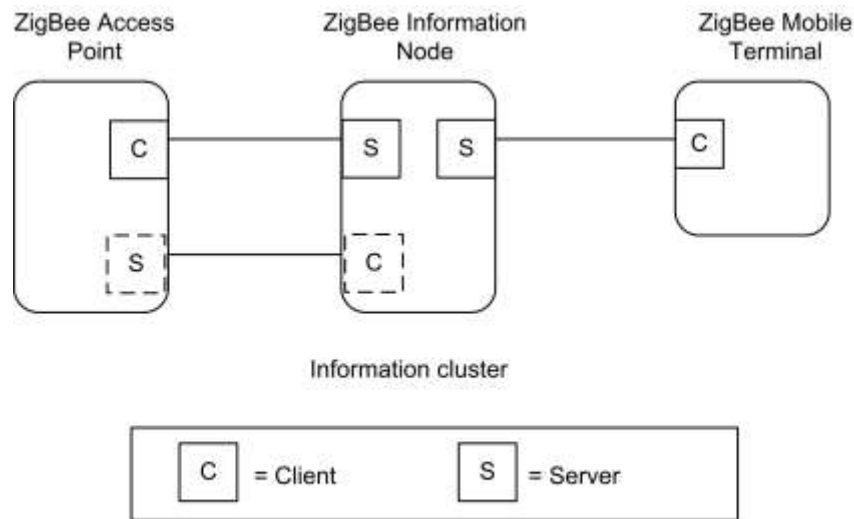 ZigBee Access
Point
ZigBee Information
Node
ZigBee Mobile
Terminal
C
S
S
C
S
C
Information cluster
C = Client
S = Server